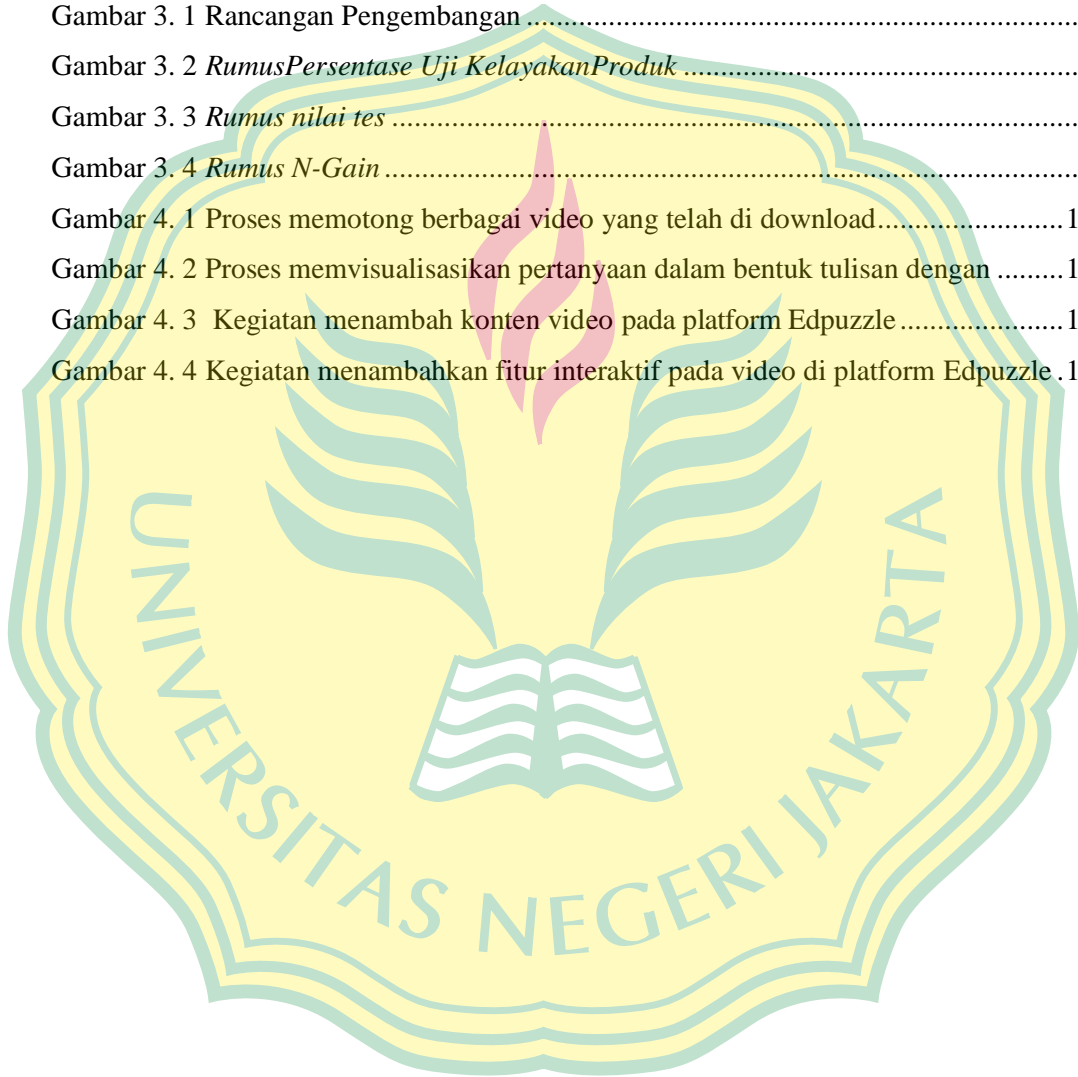 Gambar 3. 1 Rancangan Pengembangan ........................................................................................
Gambar 3. 2 RumusPersentase Uji KelayakanProduk ................................................................
Gambar 3. 3 Rumus nilai tes ................................................................................................
Gambar 3. 4 Rumus N-Gain ................................................................................................
Gambar 4. 1 Proses memotong berbagai video yang telah di download ........................... 1
Gambar 4. 2 Proses memvisualisasikan pertanyaan dalam bentuk tulisan dengan ......... 1
Gambar 4. 3 Kegiatan menambah konten video pada platform Edpuzzle ....................... 1
Gambar 4. 4 Kegiatan menambahkan fitur interaktif pada video di platform Edpuzzle . 1
UNIVERSITAS NEGERI JAKARTA